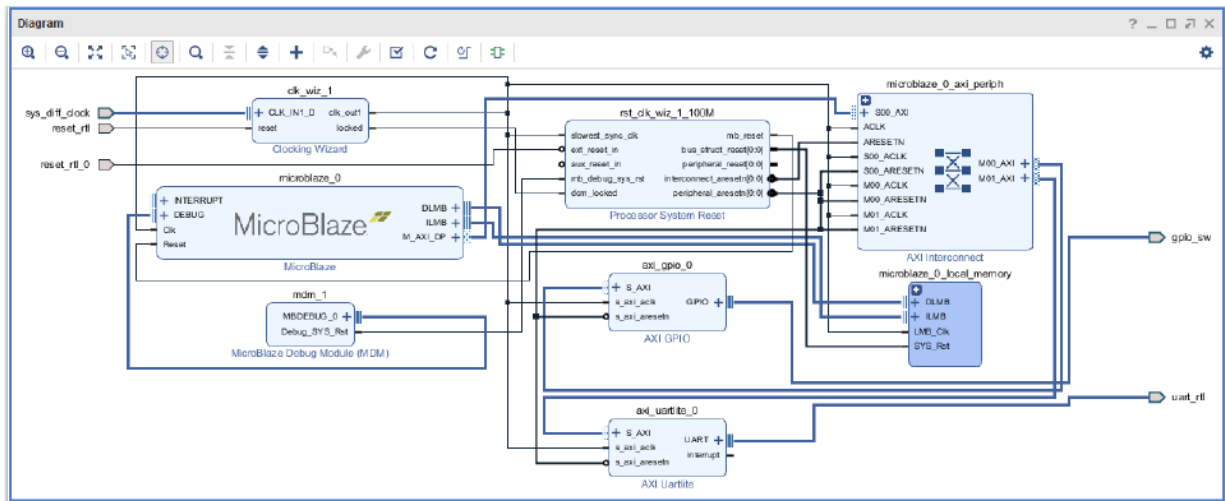 Diagram
clk_wiz_1
sys_diff_clock
reset_rtl
+ CLK_IN1_D clk_out1
reset locked
Clocking Wizard
reset_rtl_0
rst_clk_wiz_1_100M
slowest_sync_clk mb_reset
ext_reset_in bus_struct_reset[0:0]
aux_reset_in peripheral_reset[0:0]
mb_debug_sys_rst interconnect_aresetn[0:0]
dcm_locked peripheral_aresetn[0:0]
Processor System Reset
microblaze_0_axi_periph
+ S00_AXI
ACLK
ARESETN
S00_ACLK
S00_ARESETN
M00_ACLK
M00_ARESETN
M01_ACLK
M01_ARESETN
M00_AXI +
M01_AXI +
AXI Interconnect
microblaze_0
+ INTERRUPT
+ DEBUG
Clk
Reset
MicroBlaze
DLMB +
ILMB +
M_AXI_DP +
MicroBlaze
gpio_sw
mdm_1
MBDEBUG_0 +
Debug_SYS_Rst
MicroBlaze Debug Module (MDM)
axi_gpio_0
+ S_AXI
s_axi_aclk GPIO +
s_axi_aresetn
AXI GPIO
microblaze_0_local_memory
+ DLMB
+ ILMB
LMB_Clk
SYS_Rst
axi_uartlite_0
+ S_AXI
s_axi_aclk UART +
s_axi_aresetn interrupt
AXI Uartlite
uart_rtl